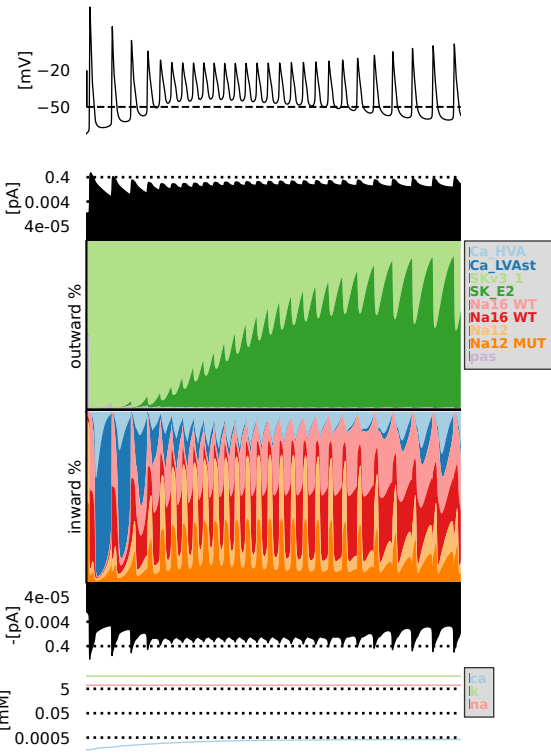 [mV]
−20
−50
[pA]
0.4
0.004
4e-05
outward %
Ca_HVA
Ca_LVAst
SKv3_1
SK_E2
Na16 WT
Na16 WT
Na12
Na12 MUT
pas
inward %
4e-05
0.004
0.4
-[pA]
ca
k
na
[mM]
5
0.05
0.0005